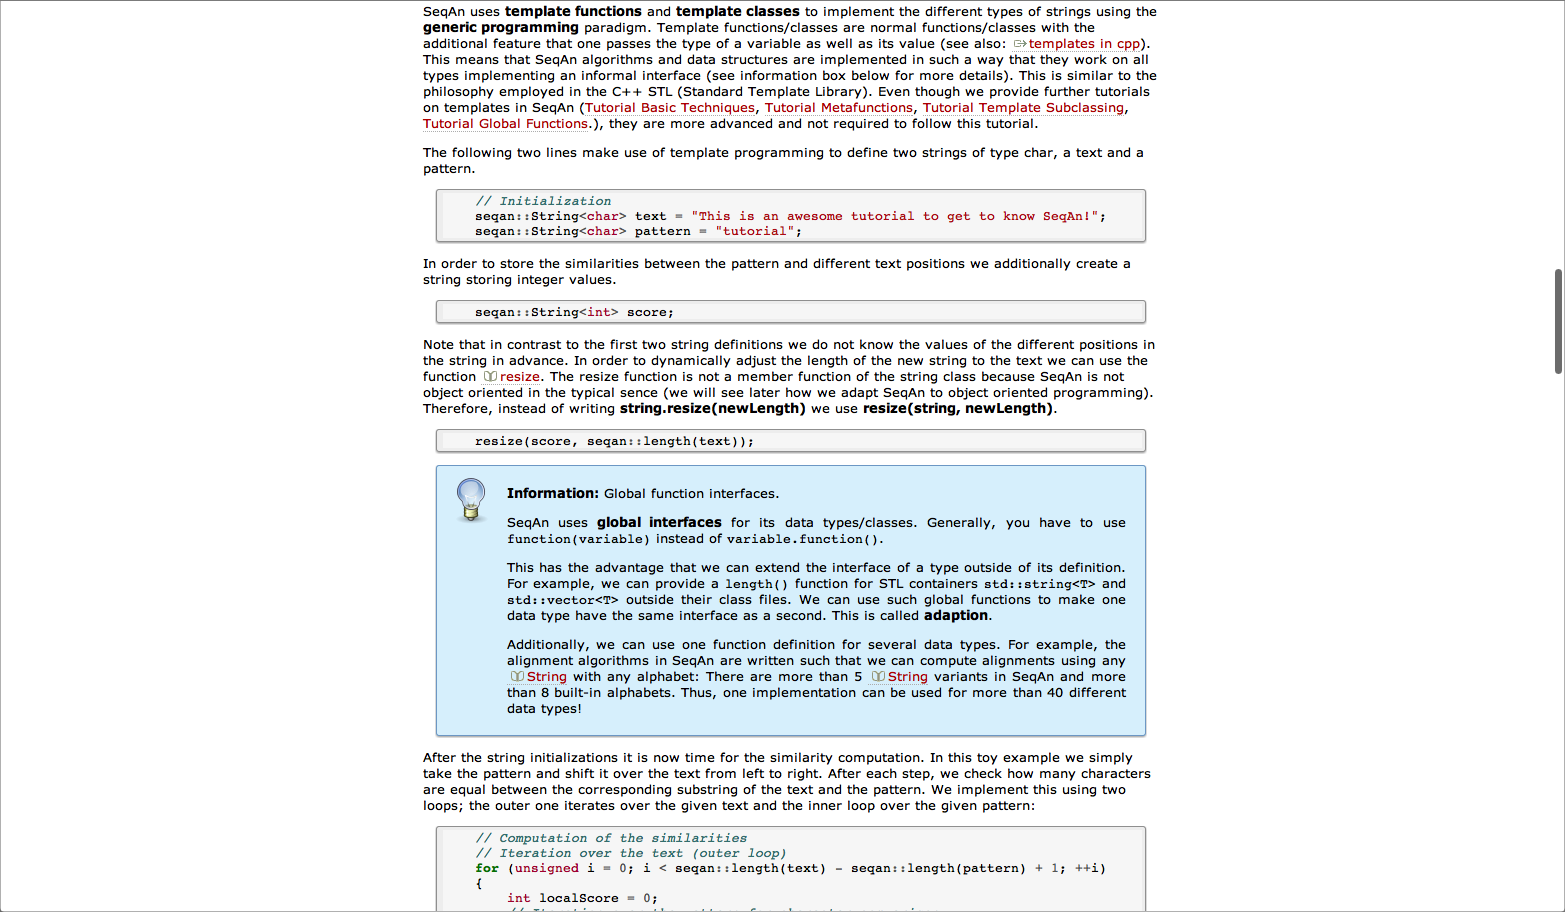 SeqAn uses template functions and template classes to implement the different types of strings using the
generic programming paradigm. Template functions/classes are normal functions/classes with the
additional feature that one passes the type of a variable as well as its value (see also: templates in cpp).
This means that SeqAn algorithms and data structures are implemented in such a way that they work on all
types implementing an informal interface (see information box below for more details). This is similar to the
philosophy employed in the C++ STL (Standard Template Library). Even though we provide further tutorials
on templates in SeqAn (Tutorial Basic Techniques, Tutorial Metafunctions, Tutorial Template Subclassing,
Tutorial Global Functions.), they are more advanced and not required to follow this tutorial.
The following two lines make use of template programming to define two strings of type char, a text and a
pattern.
// Initialization
seqan::String<char> text = "This is an awesome tutorial to get to know SeqAn!";
seqan::String<char> pattern = "tutorial";
In order to store the similarities between the pattern and different text positions we additionally create a
string storing integer values.
seqan::String<int> score;
Note that in contrast to the first two string definitions we do not know the values of the different positions in
the string in advance. In order to dynamically adjust the length of the new string to the text we can use the
function resize. The resize function is not a member function of the string class because SeqAn is not
object oriented in the typical sence (we will see later how we adapt SeqAn to object oriented programming).
Therefore, instead of writing string.resize(newLength) we use resize(string, newLength).
resize(score, seqan::length(text));
Information: Global function interfaces.
SeqAn uses global interfaces for its data types/classes. Generally, you have to use
function(variable) instead of variable.function().
This has the advantage that we can extend the interface of a type outside of its definition.
For example, we can provide a length() function for STL containers std::string<T> and
std::vector<T> outside their class files. We can use such global functions to make one
data type have the same interface as a second. This is called adaption.
Additionally, we can use one function definition for several data types. For example, the
alignment algorithms in SeqAn are written such that we can compute alignments using any
String with any alphabet: There are more than 5 String variants in SeqAn and more
than 8 built-in alphabets. Thus, one implementation can be used for more than 40 different
data types!
After the string initializations it is now time for the similarity computation. In this toy example we simply
take the pattern and shift it over the text from left to right. After each step, we check how many characters
are equal between the corresponding substring of the text and the pattern. We implement this using two
loops; the outer one iterates over the given text and the inner loop over the given pattern:
// Computation of the similarities
// Iteration over the text (outer loop)
for (unsigned i = 0; i < seqan::length(text) - seqan::length(pattern) + 1; ++i)
{
int localScore = 0;